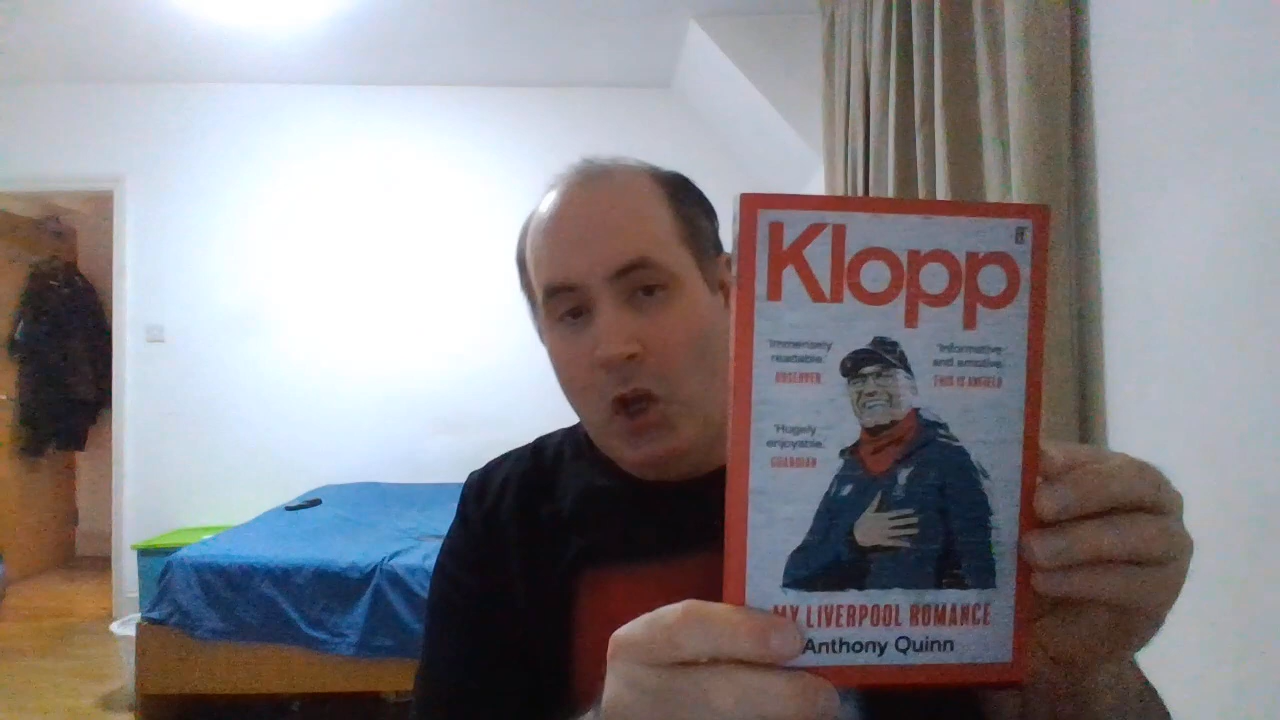 Klopp
'Immensely
readable.'
OBSERVER
'Informative
and emotive.'
THIS IS ANFIELD
'Hugely
enjoyable.'
GUARDIAN
MY LIVERPOOL ROMANCE
Anthony Quinn